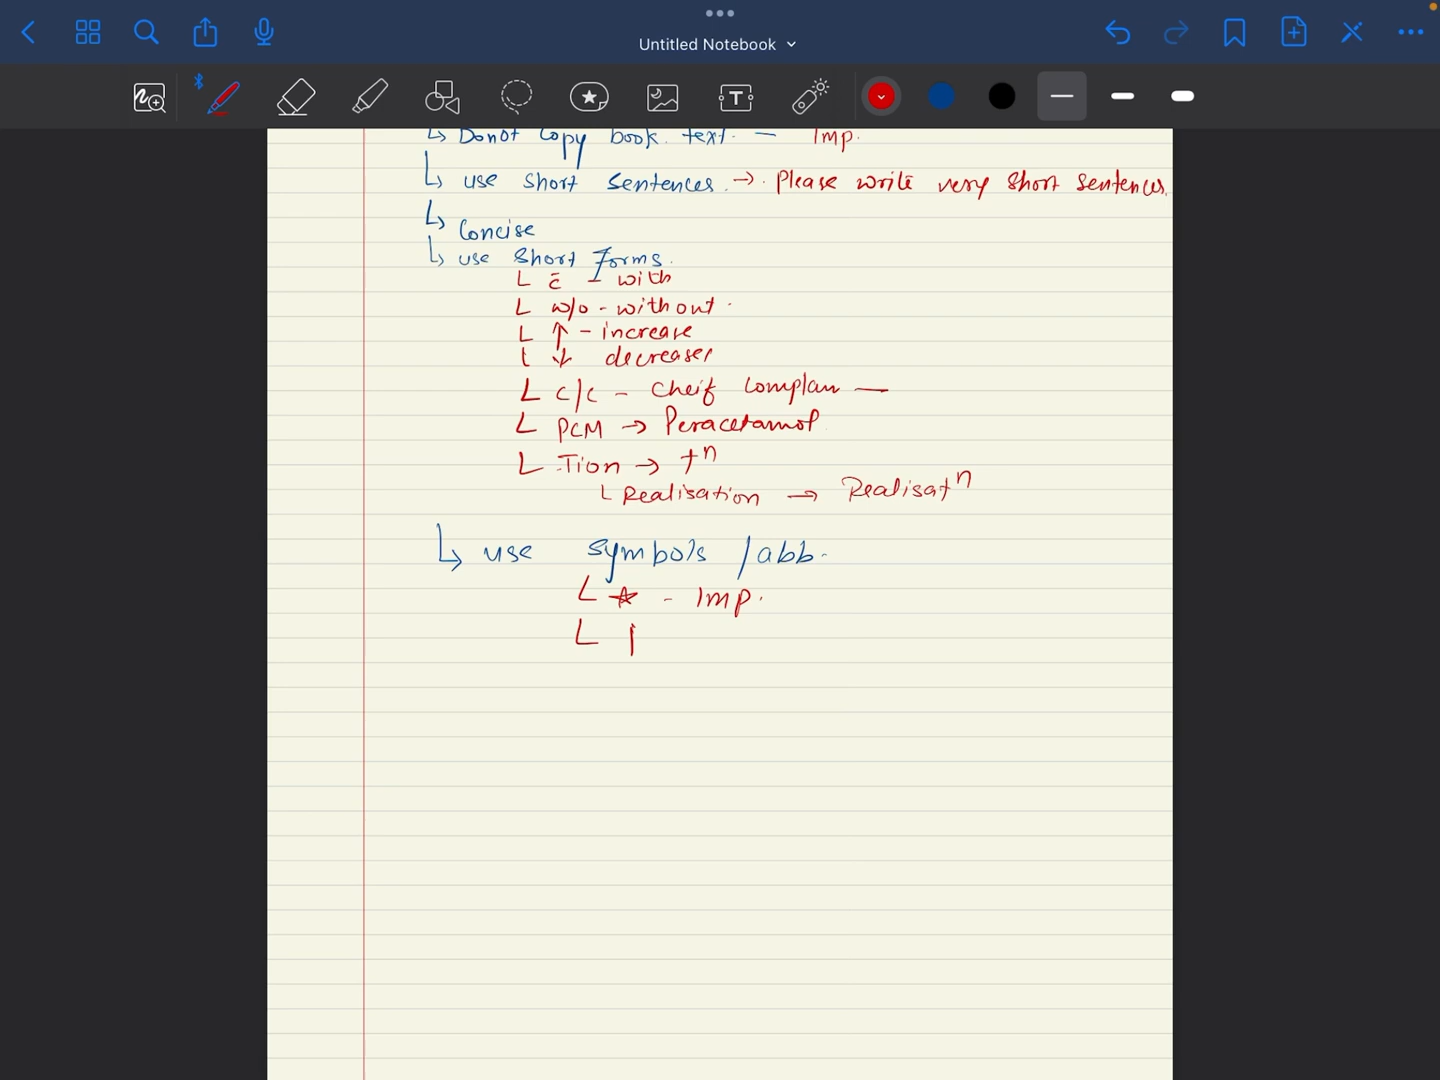 Untitled Notebook
↳ Donot Copy book text. — Imp.
↳ use short sentences. → Please write very short sentences.
↳ Concise
↳ use short forms.
L c̄ - with
L w/o - without.
L ↑ - increase
L ↓ decreases
L c/c - Cheif Complain —
L PCM → Peracetamol
L -Tion → tⁿ
L Realisation → Realisatⁿ
↳ use symbols / abb.
L ☆ - Imp.
L |